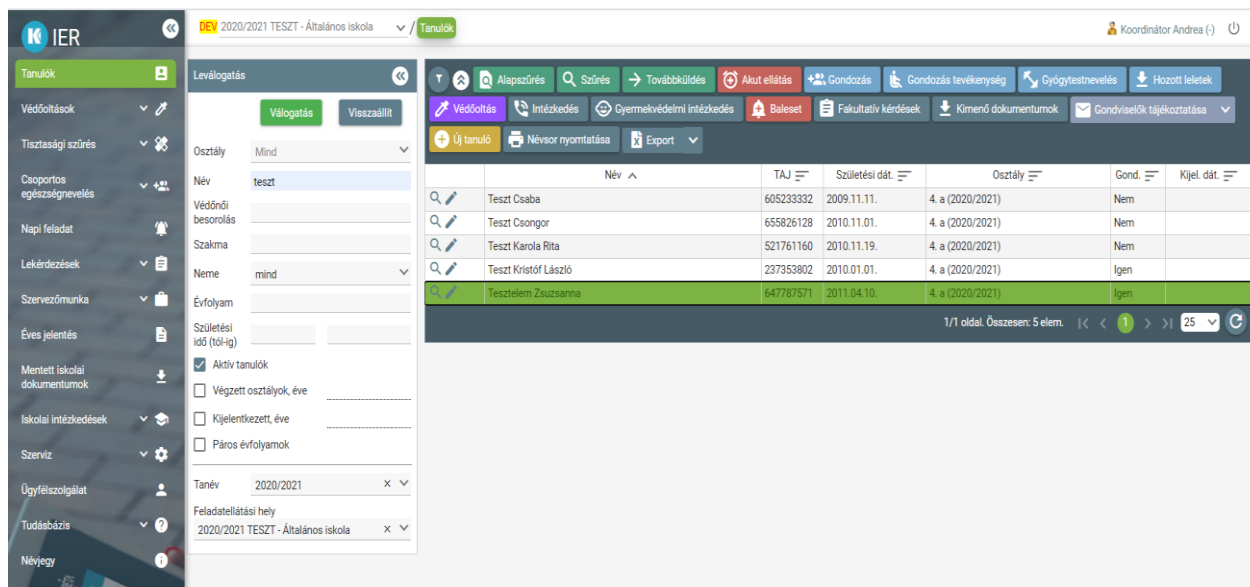 IER
DEV 2020/2021 TESZT - Általános iskola / Tanulók
Koordinátor Andrea (-)
Tanulók
Védőoltások
Tisztasági szűrés
Csoportos
egészségnevelés
Napi feladat
Lekérdezések
Szervezőmunka
Éves jelentés
Mentett iskolai
dokumentumok
Iskolai intézkedések
Szerviz
Ügyfélszolgálat
Tudásbázis
Névjegy
Leválogatás
Válogatás Visszaállít
Osztály Mind
Név teszt
Védőnői
besorolás
Szakma
Neme mind
Évfolyam
Születési
idő (tól-ig)
Aktív tanulók
Végzett osztályok, éve
Kijelentkezett, éve
Páros évfolyamok
Tanév 2020/2021 x
Feladatellátási hely
2020/2021 TESZT - Általános iskola x
Alapszűrés Szűrés Továbbküldés Akut ellátás Gondozás Gondozás tevékenység Gyógytestnevelés Hozott leletek
Védőoltás Intézkedés Gyermekvédelmi intézkedés Baleset Fakultatív kérdések Kimenő dokumentumok Gondviselők tájékoztatása
Új tanuló Névsor nyomtatása Export
Név TAJ Születési dát. Osztály Gond. Kijel. dát.
Teszt Csaba 605233332 2009.11.11. 4. a (2020/2021) Nem
Teszt Csongor 655826128 2010.11.01. 4. a (2020/2021) Nem
Teszt Karola Rita 521761160 2010.11.19. 4. a (2020/2021) Nem
Teszt Kristóf László 237353802 2010.01.01. 4. a (2020/2021) Igen
Tesztelem Zsuzsanna 647787571 2011.04.10. 4. a (2020/2021) Igen
1/1 oldal. Összesen: 5 elem. |< < 1 > >| 25